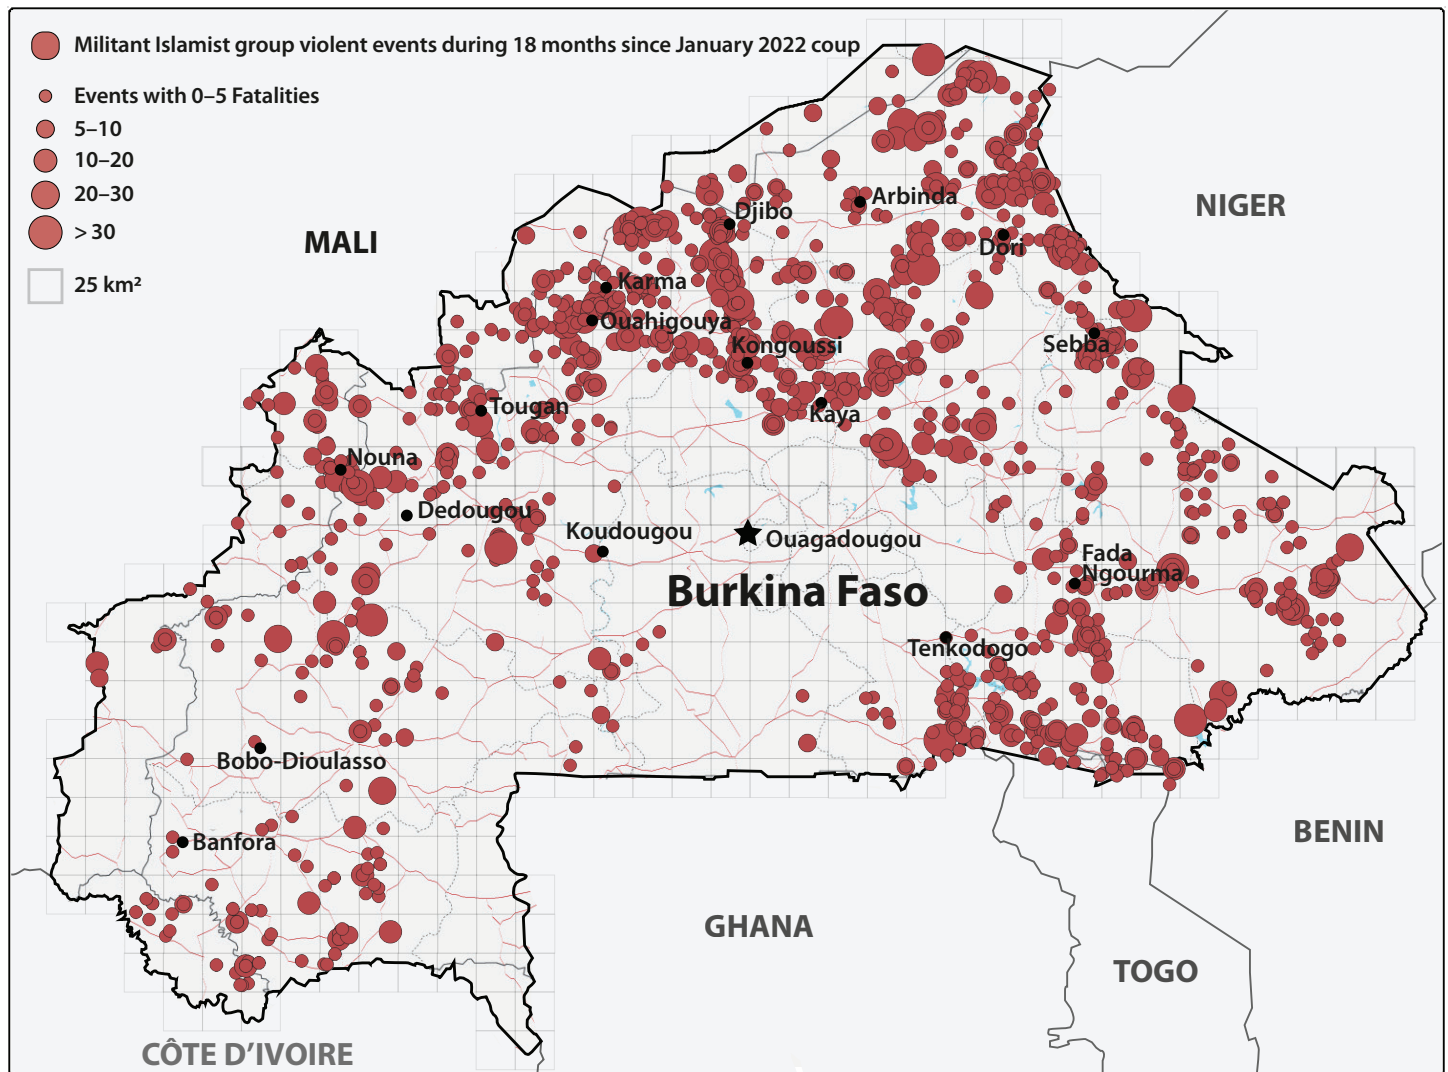 Militant Islamist group violent events during 18 months since January 2022 coup
Events with 0–5 Fatalities
5–10
10–20
20–30
> 30
25 km²
MALI
NIGER
Arbinda
Djibo
Dori
Karma
Ouahigouya
Kongoussi
Sebba
Tougan
Kaya
Nouna
Dedougou
Koudougou
Ouagadougou
Fada
Ngourma
Burkina Faso
Tenkodogo
Bobo-Dioulasso
Banfora
BENIN
GHANA
TOGO
CÔTE D'IVOIRE